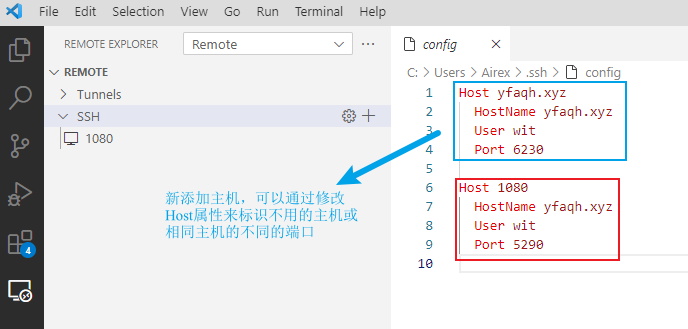 File Edit Selection View Go Run Terminal Help
REMOTE EXPLORER Remote
REMOTE
Tunnels
SSH
1080
4
新添加主机，可以通过修改
Host属性来标识不用的主机或
相同主机的不同的端口
config
C: > Users > Airex > .ssh > config
1 Host yfaqh.xyz
2 HostName yfaqh.xyz
3 User wit
4 Port 6230
5
6 Host 1080
7 HostName yfaqh.xyz
8 User wit
9 Port 5290
10